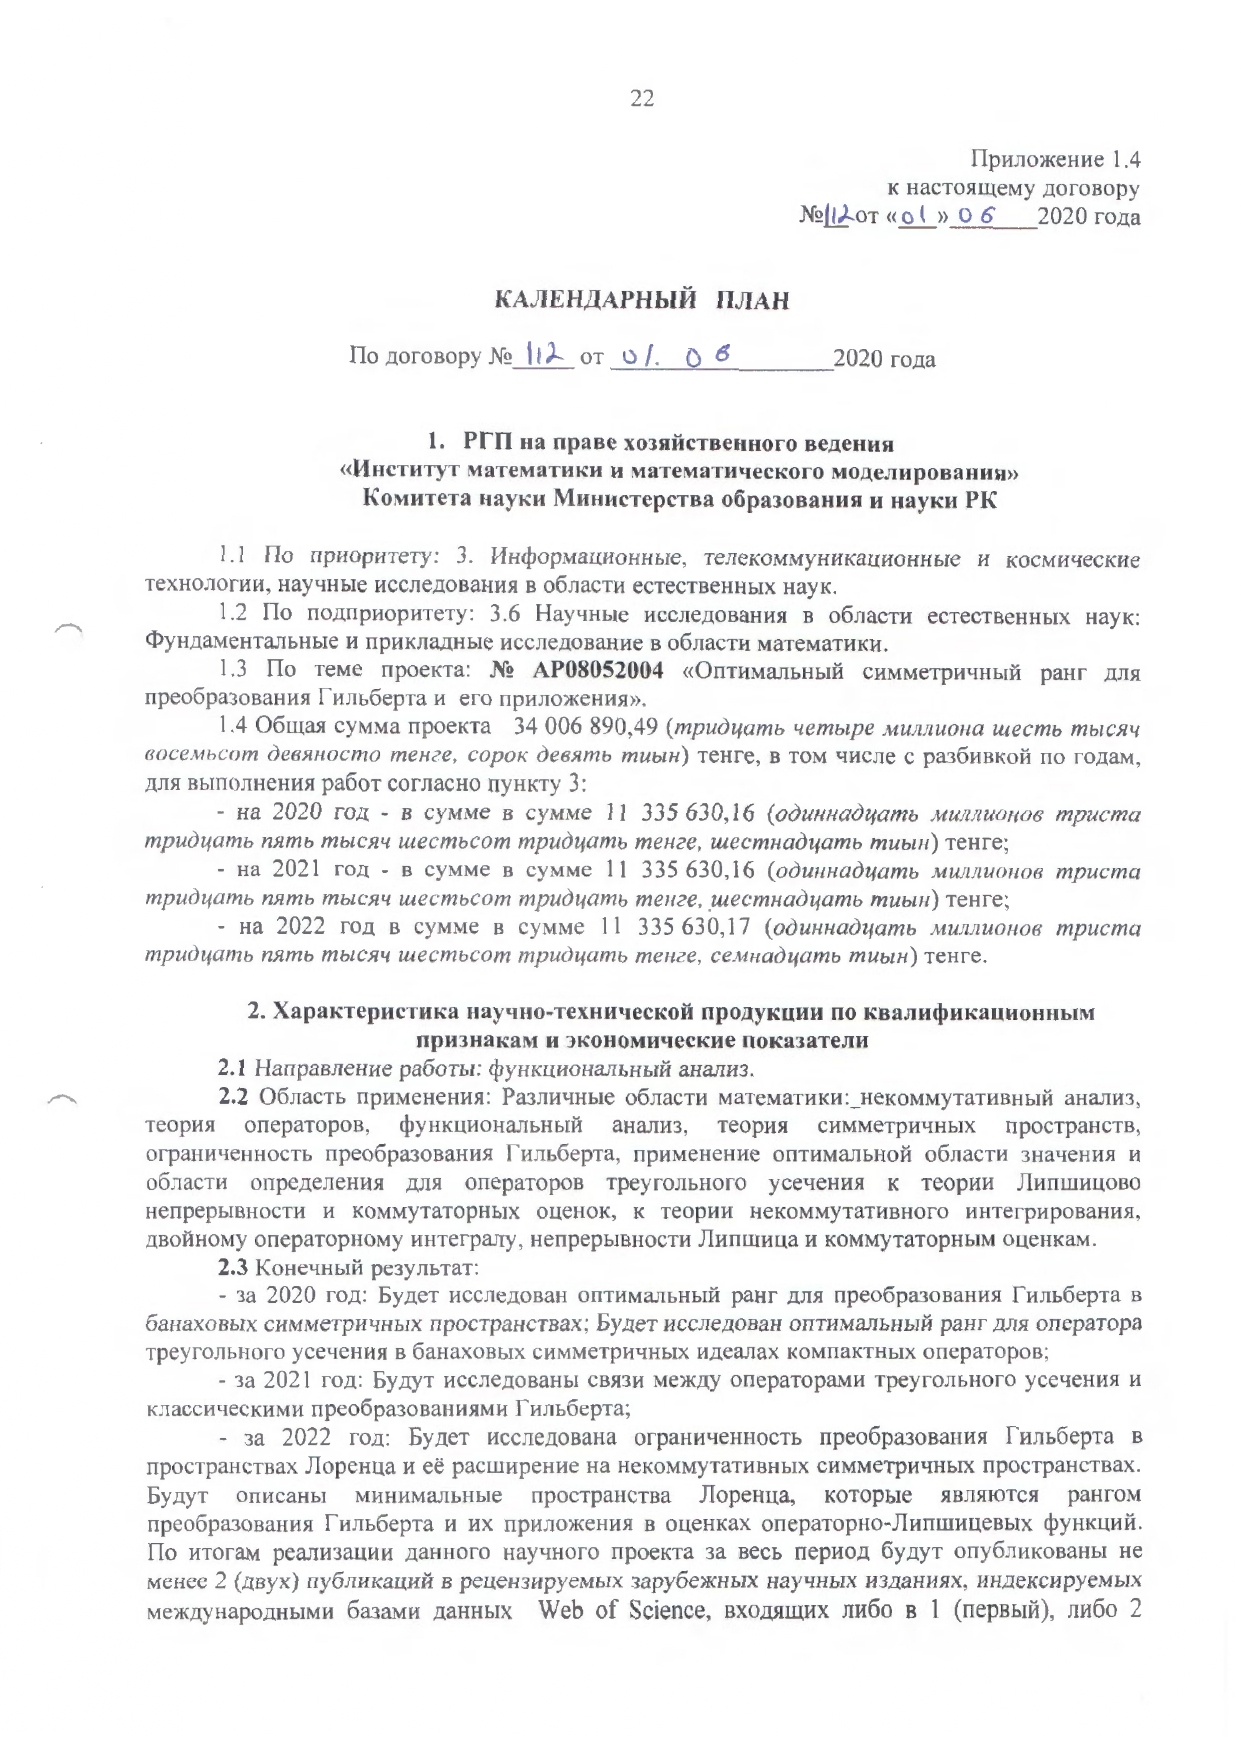 22
Приложение 1.4
к настоящему договору
№112 от «01» 06 2020 года
КАЛЕНДАРНЫЙ ПЛАН
По договору № 112 от 01. 06 2020 года
1. РГП на праве хозяйственного ведения
«Институт математики и математического моделирования»
Комитета науки Министерства образования и науки РК
1.1 По приоритету: 3. Информационные, телекоммуникационные и космические
технологии, научные исследования в области естественных наук.
1.2 По подприоритету: 3.6 Научные исследования в области естественных наук:
Фундаментальные и прикладные исследование в области математики.
1.3 По теме проекта: № AP08052004 «Оптимальный симметричный ранг для
преобразования Гильберта и его приложения».
1.4 Общая сумма проекта 34 006 890,49 (тридцать четыре миллиона шесть тысяч
восемьсот девяносто тенге, сорок девять тиын) тенге, в том числе с разбивкой по годам,
для выполнения работ согласно пункту 3:
- на 2020 год - в сумме в сумме 11 335 630,16 (одиннадцать миллионов триста
тридцать пять тысяч шестьсот тридцать тенге, шестнадцать тиын) тенге;
- на 2021 год - в сумме в сумме 11 335 630,16 (одиннадцать миллионов триста
тридцать пять тысяч шестьсот тридцать тенге, шестнадцать тиын) тенге;
- на 2022 год в сумме в сумме 11 335 630,17 (одиннадцать миллионов триста
тридцать пять тысяч шестьсот тридцать тенге, семнадцать тиын) тенге.
2. Характеристика научно-технической продукции по квалификационным
признакам и экономические показатели
2.1 Направление работы: функциональный анализ.
2.2 Область применения: Различные области математики: некоммутативный анализ,
теория операторов, функциональный анализ, теория симметричных пространств,
ограниченность преобразования Гильберта, применение оптимальной области значения и
области определения для операторов треугольного усечения к теории Липшицово
непрерывности и коммутаторных оценок, к теории некоммутативного интегрирования,
двойному операторному интегралу, непрерывности Липшица и коммутаторным оценкам.
2.3 Конечный результат:
- за 2020 год: Будет исследован оптимальный ранг для преобразования Гильберта в
банаховых симметричных пространствах; Будет исследован оптимальный ранг для оператора
треугольного усечения в банаховых симметричных идеалах компактных операторов;
- за 2021 год: Будут исследованы связи между операторами треугольного усечения и
классическими преобразованиями Гильберта;
- за 2022 год: Будет исследована ограниченность преобразования Гильберта в
пространствах Лоренца и её расширение на некоммутативных симметричных пространствах.
Будут описаны минимальные пространства Лоренца, которые являются рангом
преобразования Гильберта и их приложения в оценках операторно-Липшицевых функций.
По итогам реализации данного научного проекта за весь период будут опубликованы не
менее 2 (двух) публикаций в рецензируемых зарубежных научных изданиях, индексируемых
международными базами данных Web of Science, входящих либо в 1 (первый), либо 2